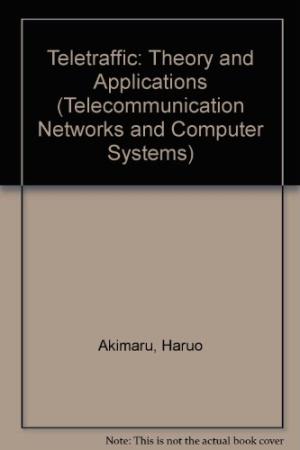 Teletraffic: Theory and
Applications
(Telecommunication
Networks and Computer
Systems)
Akimaru, Haruo
Note: This is not the actual book cover